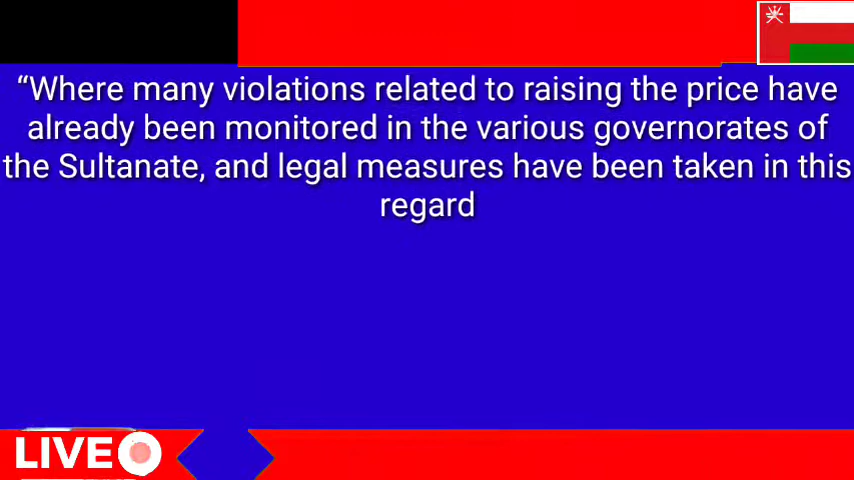 “Where many violations related to raising the price have
already been monitored in the various governorates of
the Sultanate, and legal measures have been taken in this
regard
LIVE